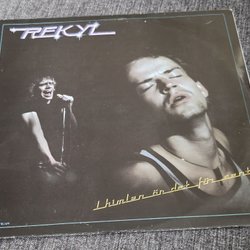 REKYL
I himlen är det för sent